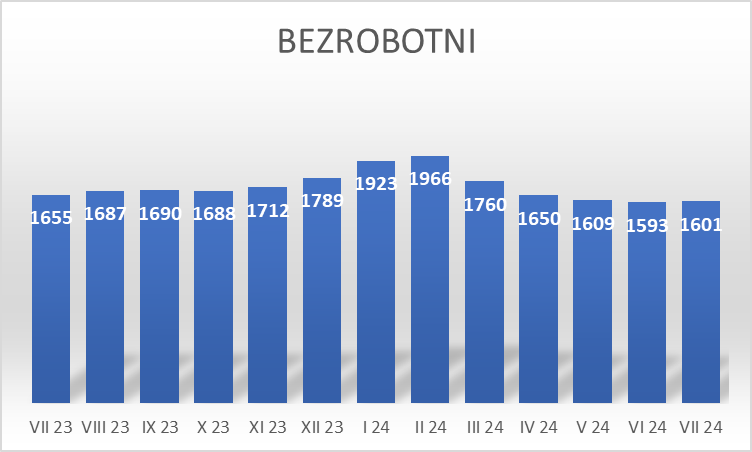 BEZROBOTNI
1655 1687 1690 1688 1712 1789 1923 1966 1760 1650 1609 1593 1601
VII 23 VIII 23 IX 23 X 23 XI 23 XII 23 I 24 II 24 III 24 IV 24 V 24 VI 24 VII 24